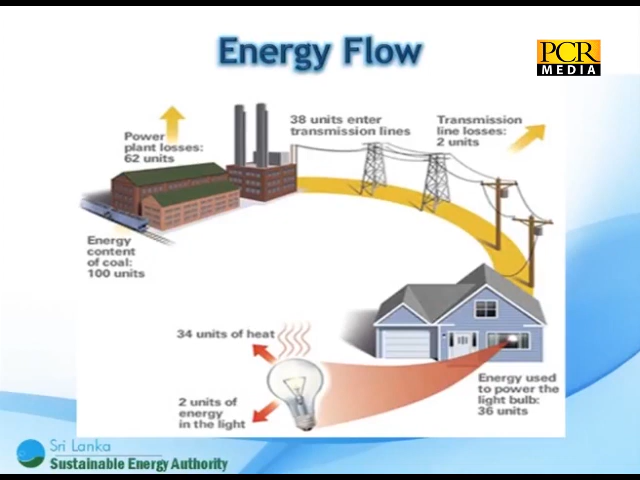 Energy Flow
PCR
MEDIA
Power
plant losses:
62 units
38 units enter
transmission lines
Transmission
line losses:
2 units
Energy
content
of coal:
100 units
34 units of heat
2 units of
energy
in the light
Energy used
to power the
light bulb:
36 units
Sri Lanka
Sustainable Energy Authority